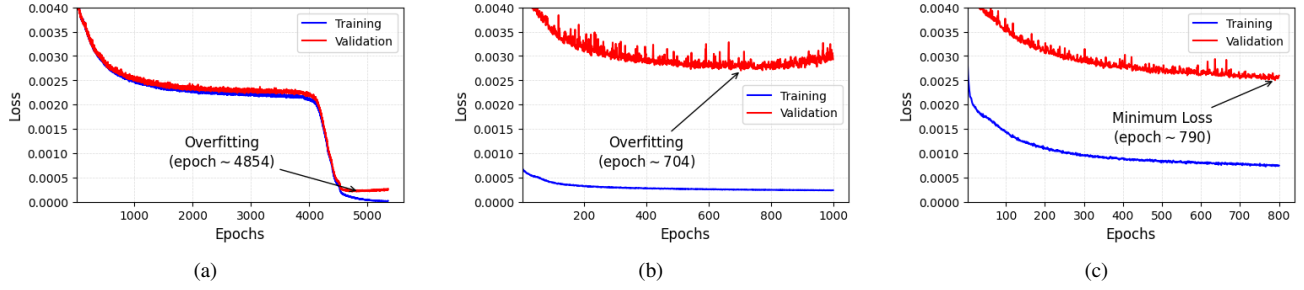 0.0040
0.0035
0.0030
0.0025
0.0020
0.0015
0.0010
0.0005
0.0000
Loss
Training
Validation
Overfitting
(epoch ∼ 4854)
1000 2000 3000 4000 5000
Epochs
(a)
0.0040
0.0035
0.0030
0.0025
0.0020
0.0015
0.0010
0.0005
0.0000
Loss
Training
Validation
Overfitting
(epoch ∼ 704)
200 400 600 800 1000
Epochs
(b)
0.0040
0.0035
0.0030
0.0025
0.0020
0.0015
0.0010
0.0005
0.0000
Loss
Training
Validation
Minimum Loss
(epoch ∼ 790)
100 200 300 400 500 600 700 800
Epochs
(c)